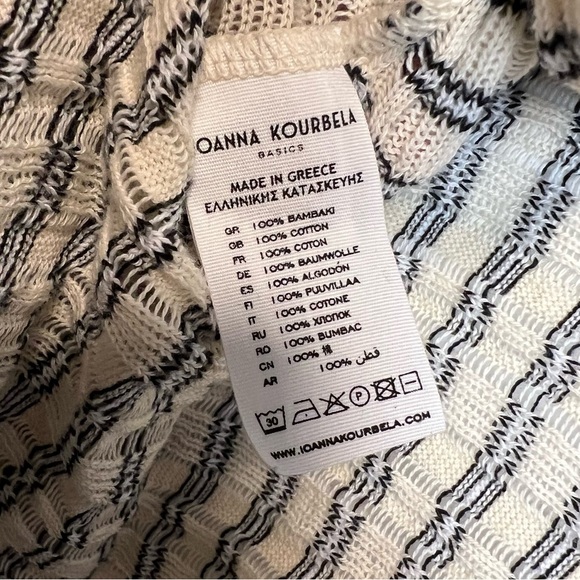 IOANNA KOURBELA
BASICS
MADE IN GREECE
ΕΛΛΗΝΙΚΗΣ ΚΑΤΑΣΚΕΥΗΣ
GR 100% ΒΑΜΒΑΚΙ
GB 100% COTTON
FR 100% COTON
DE 100% BAUMWOLLE
ES 100% ALGODÓN
FI 100% PUUVILLAA
IT 100% COTONE
RU 100% ХЛОПОК
RO 100% BUMBAC
CN 100% 棉
AR 100% قطن
30 P
WWW.IOANNAKOURBELA.COM